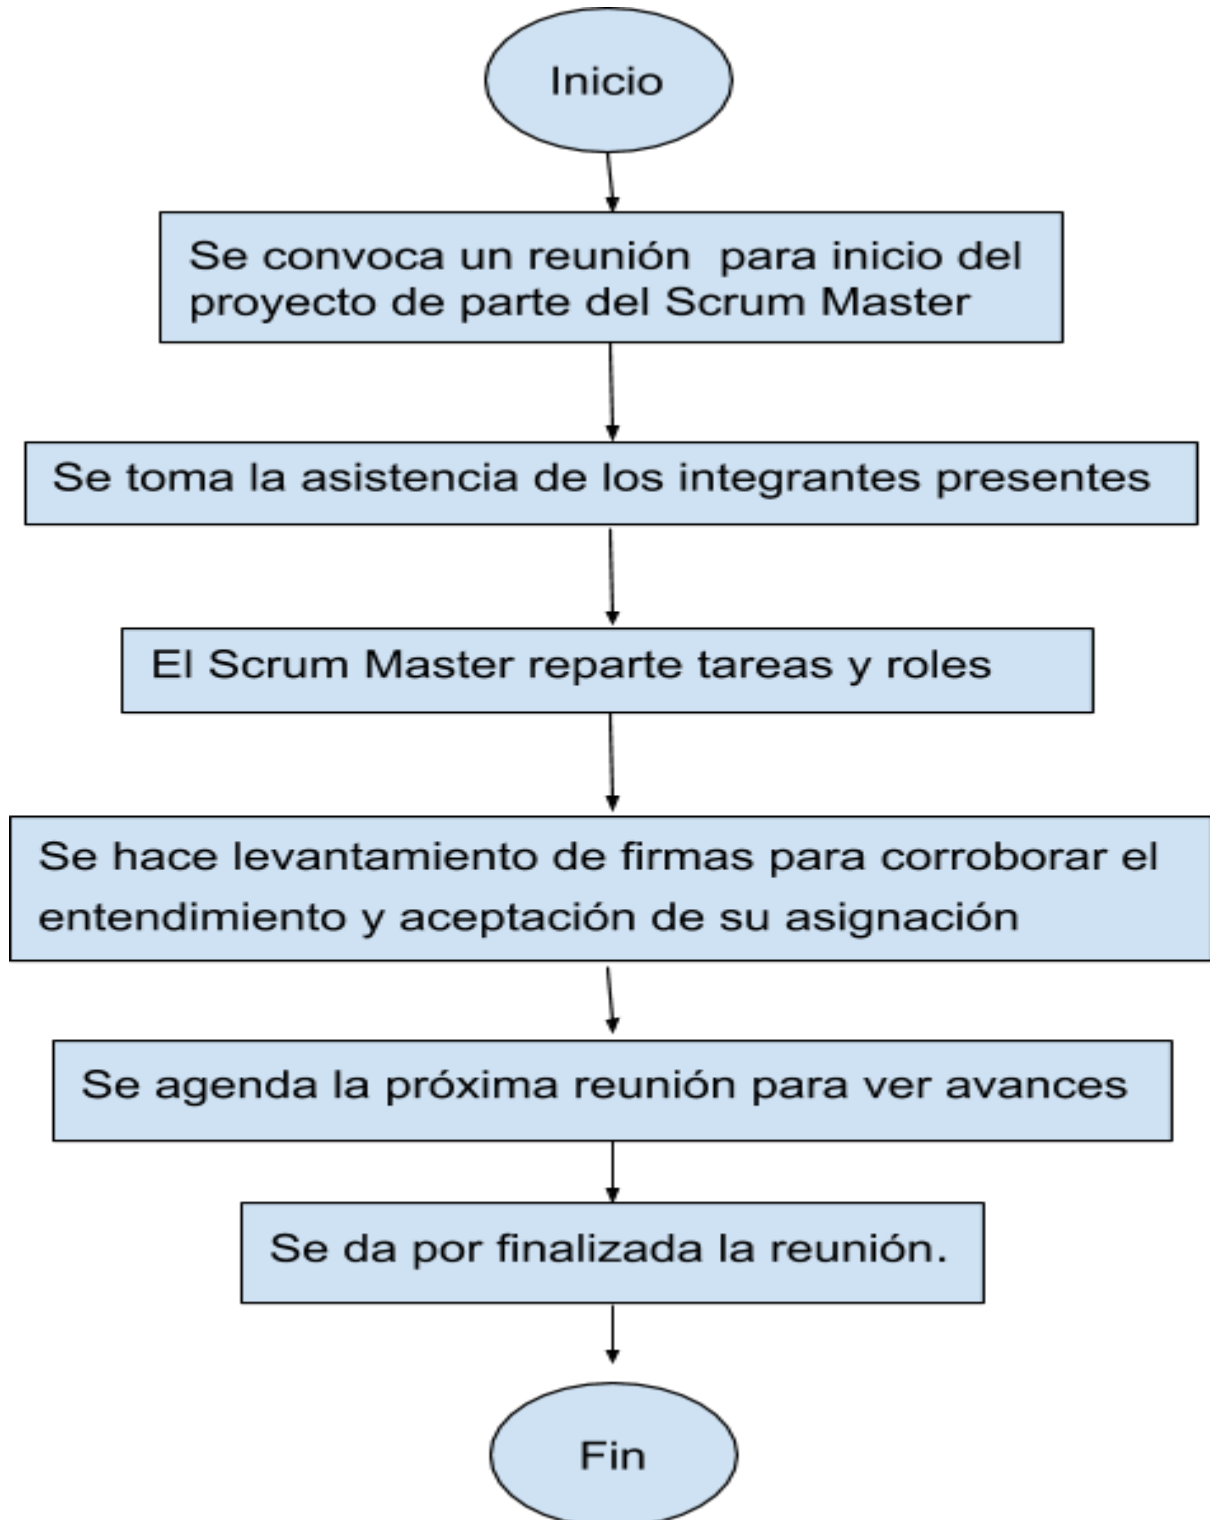 Inicio
Se convoca un reunión  para inicio del
proyecto de parte del Scrum Master
Se toma la asistencia de los integrantes presentes
El Scrum Master reparte tareas y roles
Se hace levantamiento de firmas para corroborar el
entendimiento y aceptación de su asignación
Se agenda la próxima reunión para ver avances
Se da por finalizada la reunión.
Fin